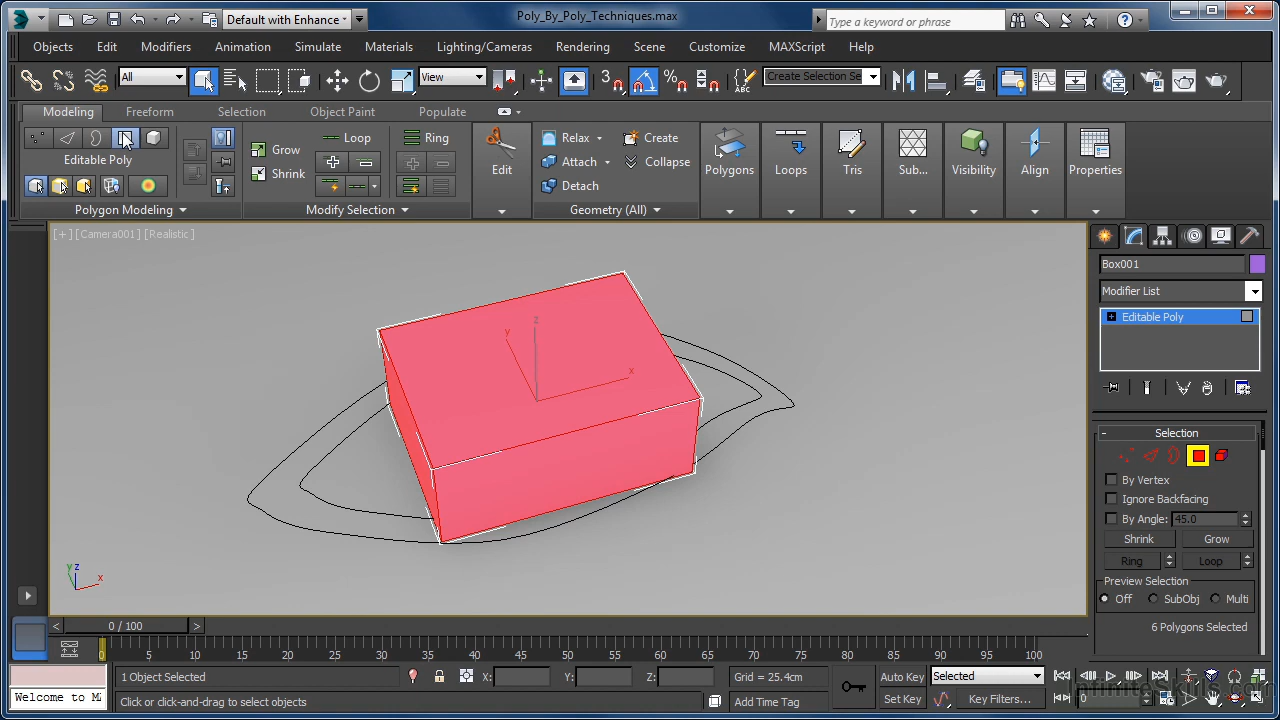 Default with Enhance
Poly_By_Poly_Techniques.max
Type a keyword or phrase
Objects Edit Modifiers Animation Simulate Materials Lighting/Cameras Rendering Scene Customize MAXScript Help
All View 3 Create Selection Se
ABC
Modeling Freeform Selection Object Paint Populate
Editable Poly
Polygon Modeling
Grow
Shrink
Loop Ring
Modify Selection
Edit
Relax Create
Attach Collapse
Detach
Geometry (All)
Polygons Loops Tris Sub... Visibility Align Properties
[+] [Camera001] [Realistic]
z
y
x
z
y
x
Box001
Modifier List
Editable Poly
- Selection
By Vertex
Ignore Backfacing
By Angle: 45.0
Shrink Grow
Ring Loop
Preview Selection
Off SubObj Multi
6 Polygons Selected
< 0 / 100 >
0 5 10 15 20 25 30 35 40 45 50 55 60 65 70 75 80 85 90 95 100
1 Object Selected X: Y: Z: Grid = 25.4cm Auto Key Selected
Welcome to M Click or click-and-drag to select objects Add Time Tag Set Key Key Filters... 0
InfiniteSkills.com